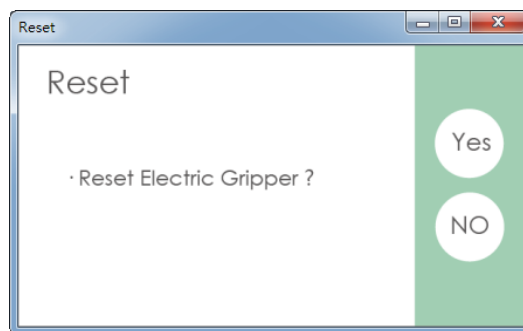 Reset
Reset
· Reset Electric Gripper ?
Yes
NO